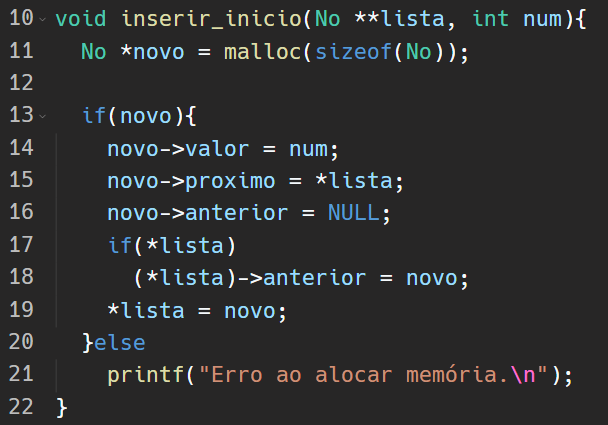 10 void inserir_inicio(No **lista, int num){
11   No *novo = malloc(sizeof(No));
12
13   if(novo){
14     novo->valor = num;
15     novo->proximo = *lista;
16     novo->anterior = NULL;
17     if(*lista)
18       (*lista)->anterior = novo;
19     *lista = novo;
20   }else
21     printf("Erro ao alocar memória.\n");
22 }